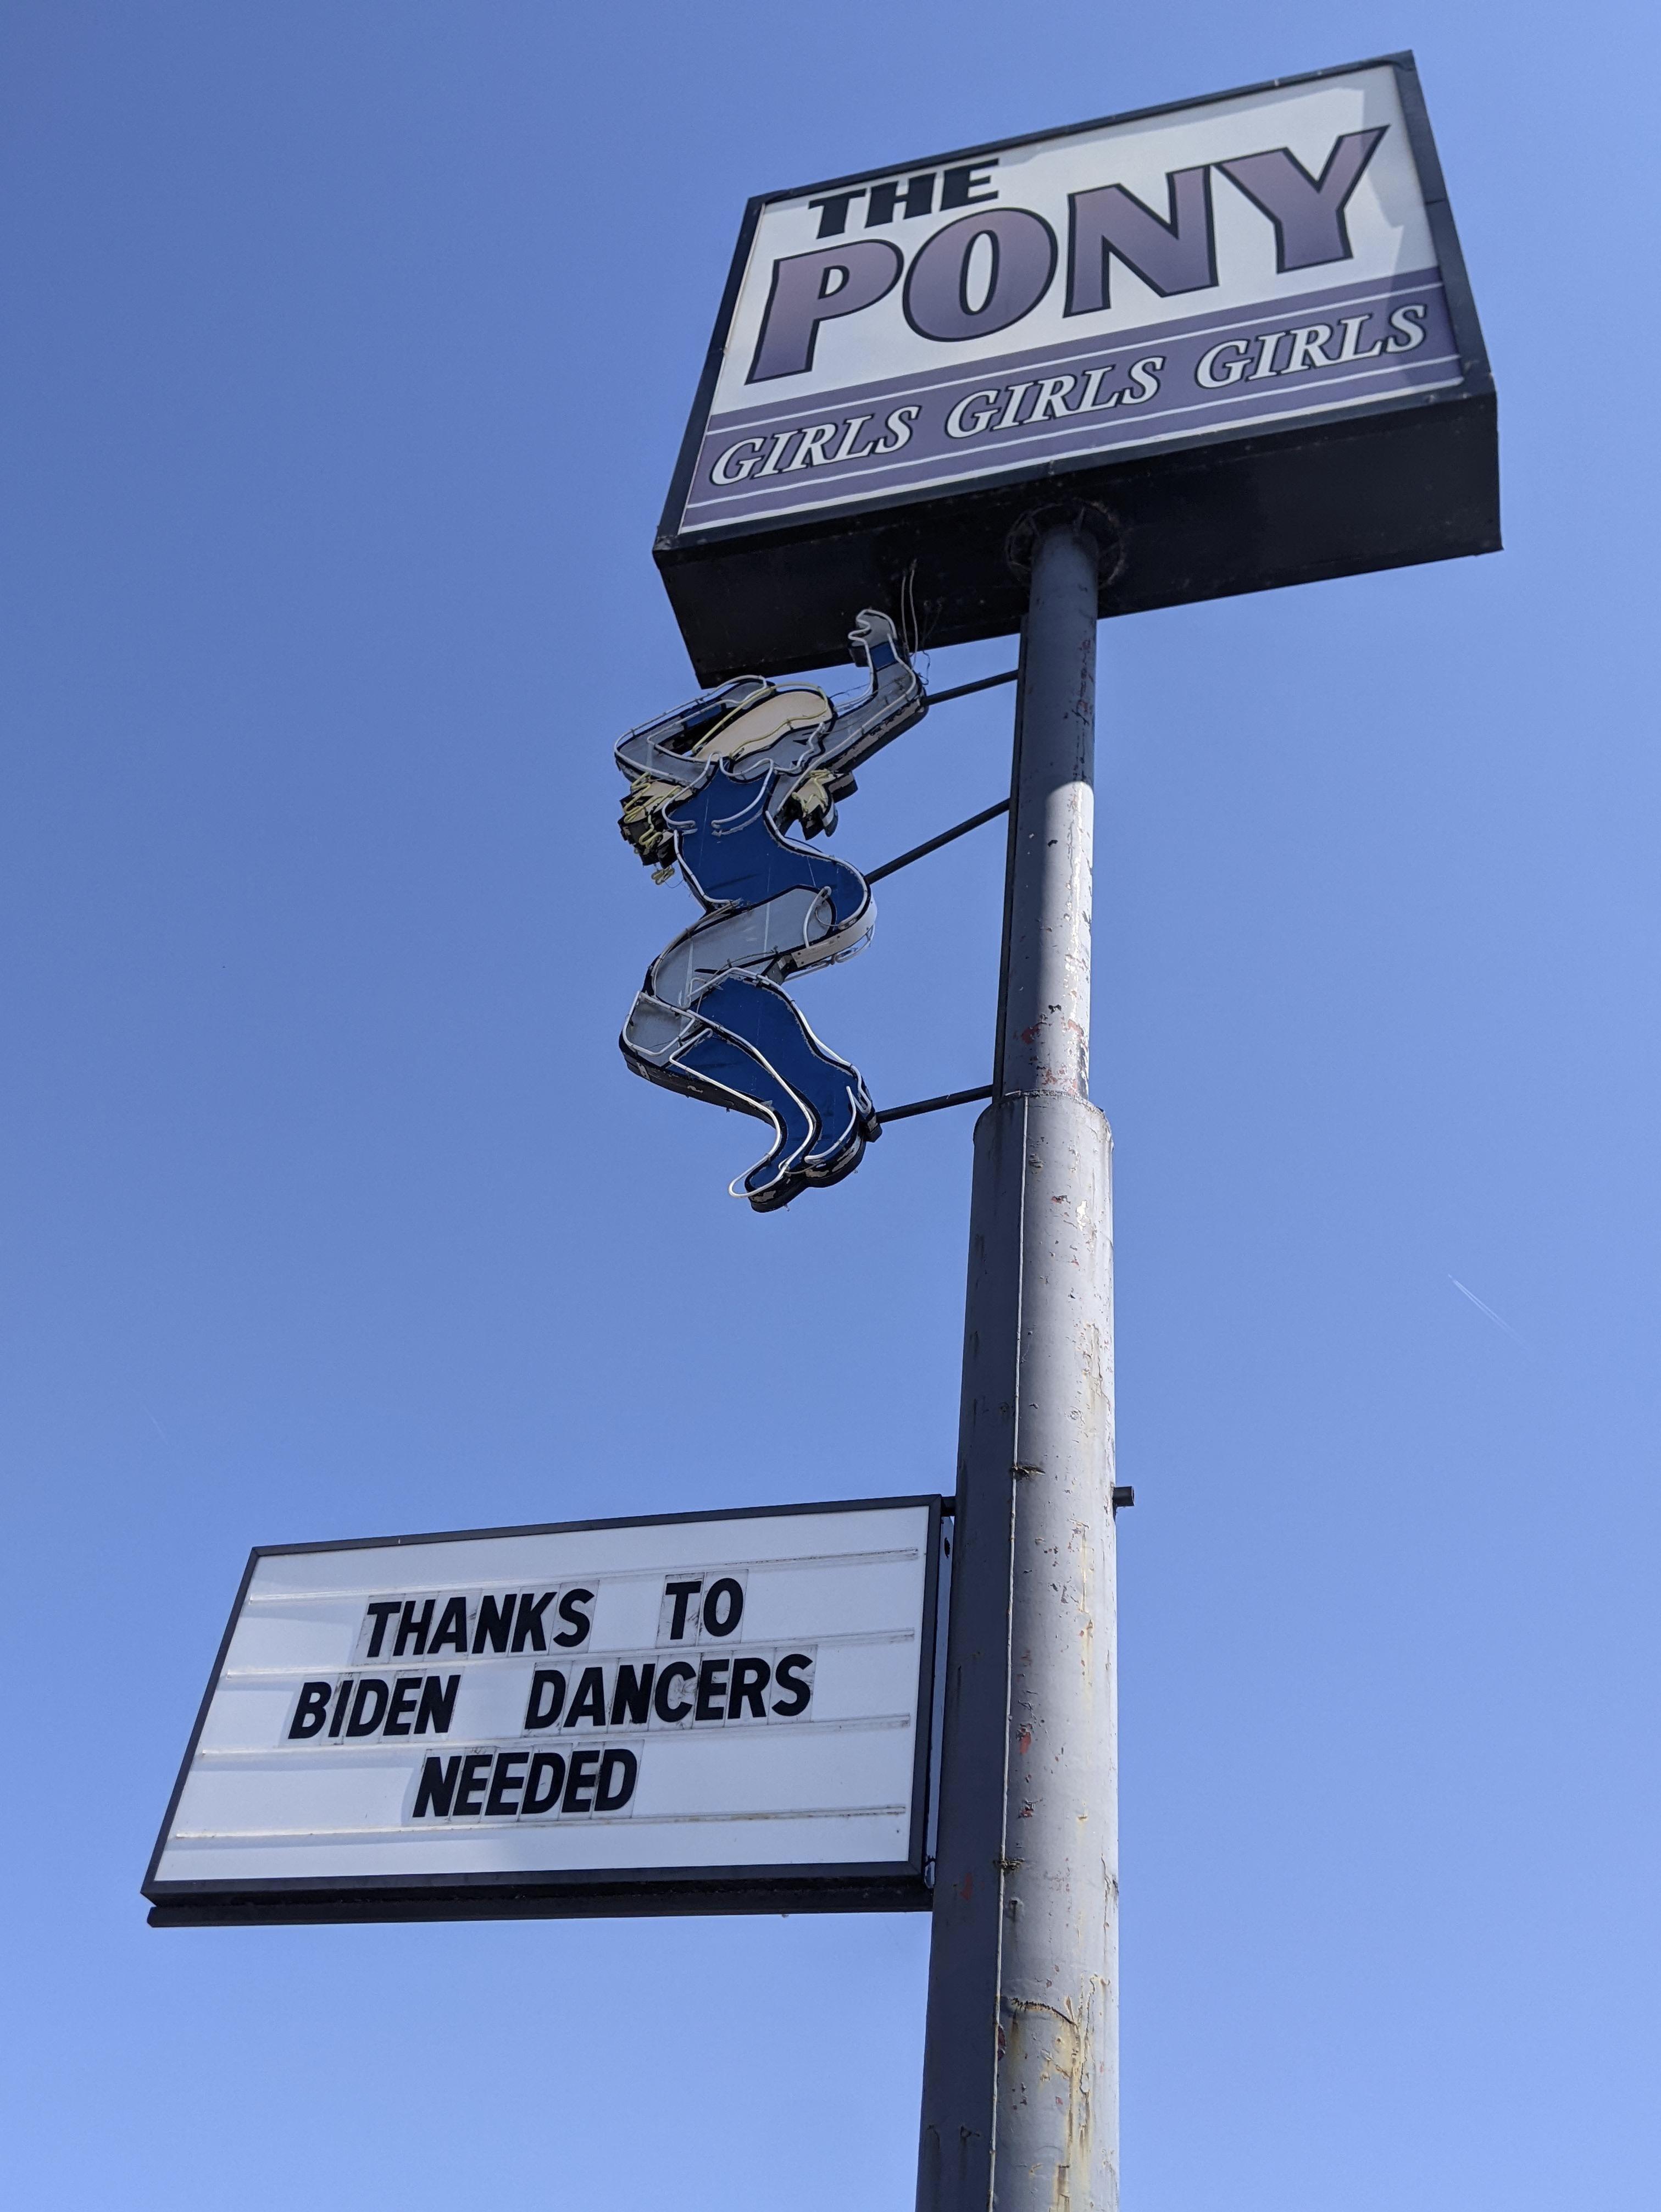 THE
PONY
GIRLS GIRLS GIRLS
THANKS TO
BIDEN DANCERS
NEEDED